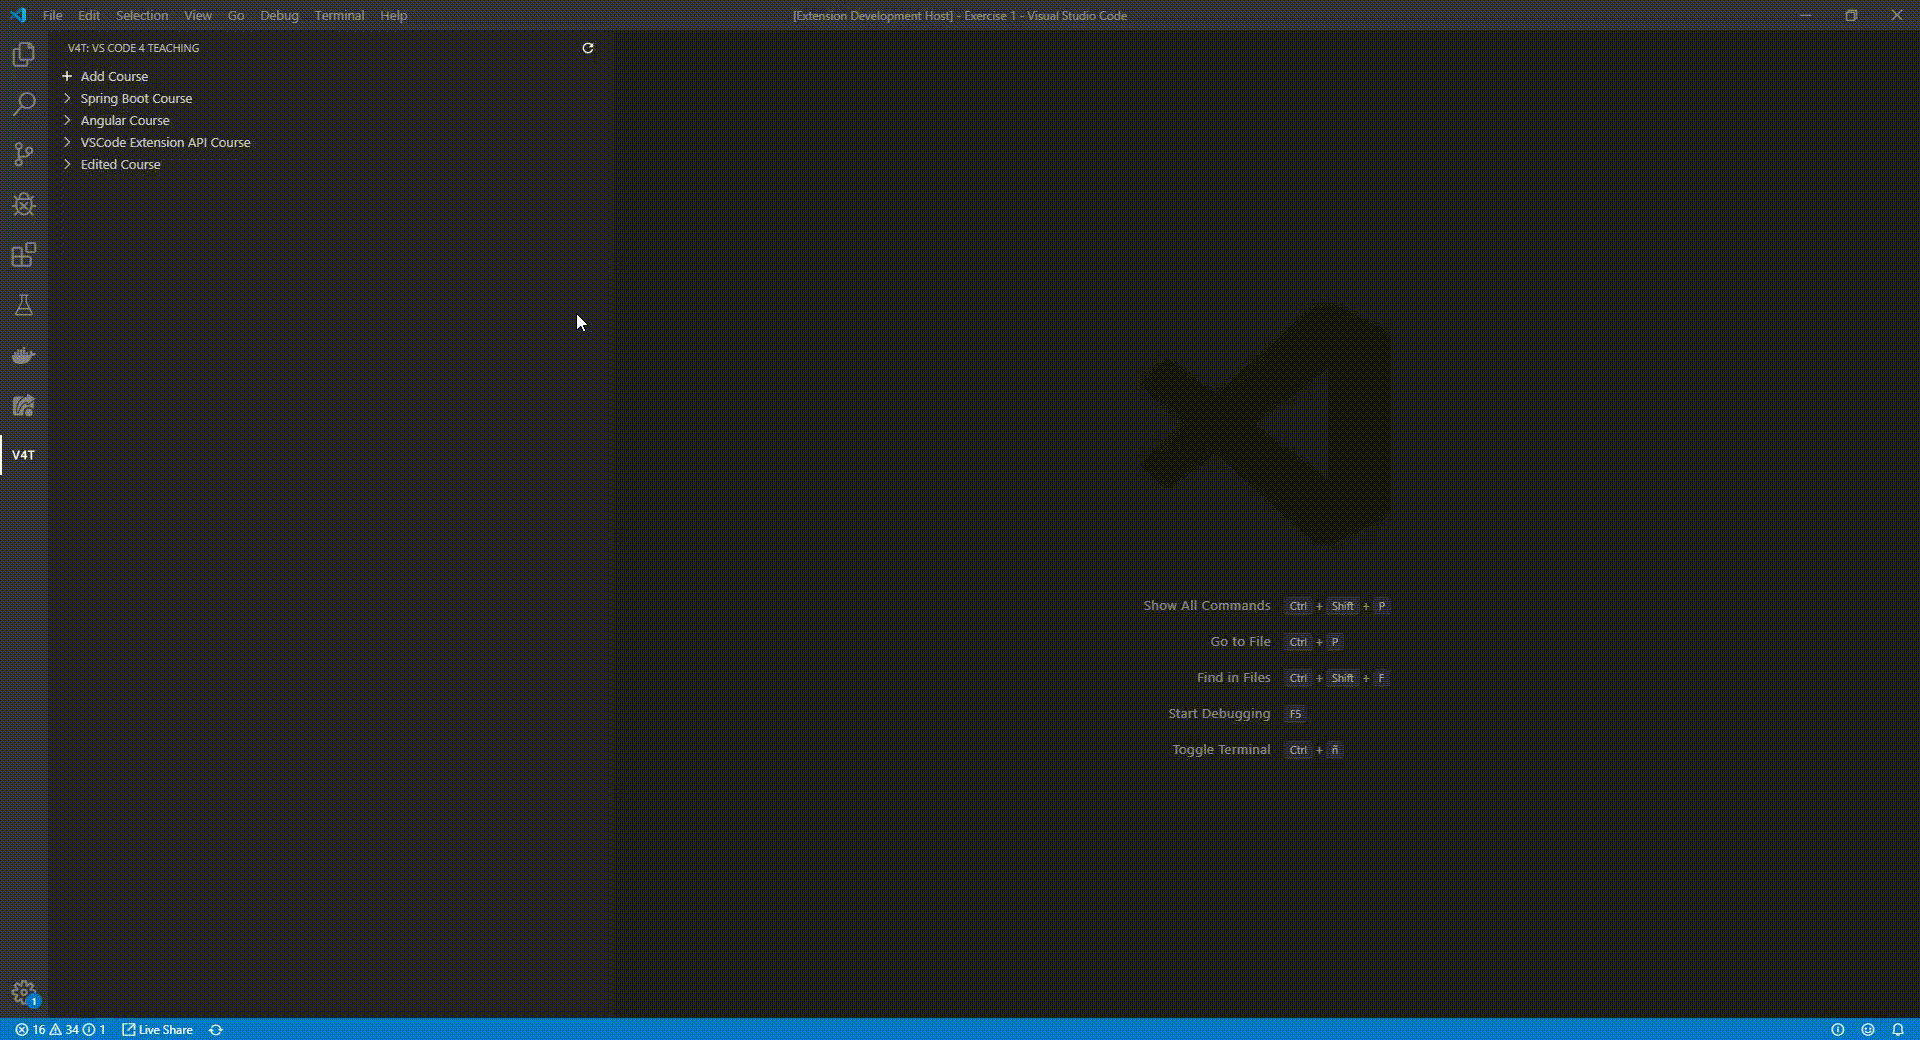 File Edit Selection View Go Debug Terminal Help
[Extension Development Host] - Exercise 1 - Visual Studio Code
V4T: VS CODE 4 TEACHING
Add Course
Spring Boot Course
Angular Course
VSCode Extension API Course
Edited Course
V4T
Show All Commands Ctrl + Shift + P
Go to File Ctrl + P
Find in Files Ctrl + Shift + F
Start Debugging F5
Toggle Terminal Ctrl + ñ
1
16 34 1 Live Share